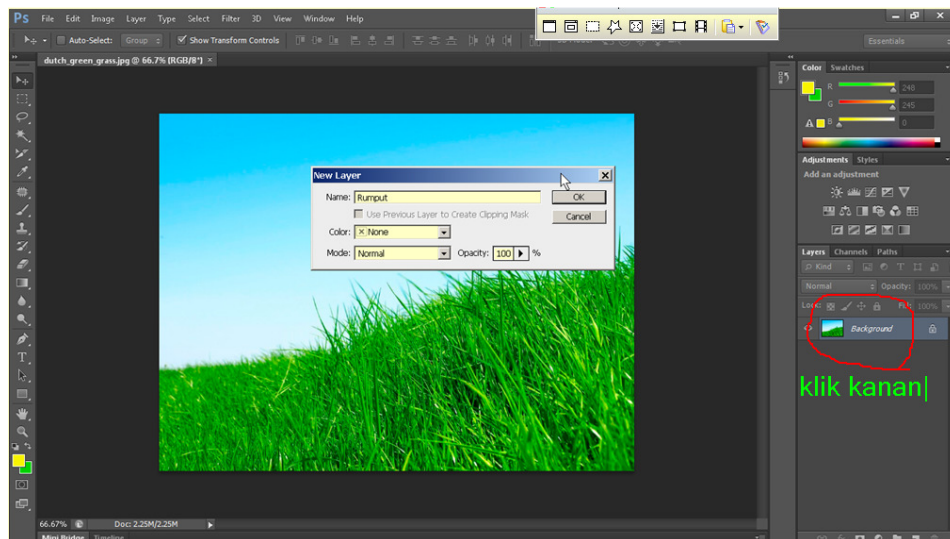 Ps File Edit Image Layer Type Select Filter 3D View Window Help
Auto-Select: Group Show Transform Controls Essentials
dutch_green_grass.jpg @ 66.7% (RGB/8*) ×
Color Swatches
R 248
G 245
B 0
Adjustments Styles
Add an adjustment
New Layer
Name: Rumput OK
Use Previous Layer to Create Clipping Mask Cancel
Color: × None
Mode: Normal Opacity: 100 %
Layers Channels Paths
Kind
Normal Opacity: 100%
Lock: Fill: 100%
Background
klik kanan
66.67% Doc: 2.25M/2.25M
Mini Bridge Timeline